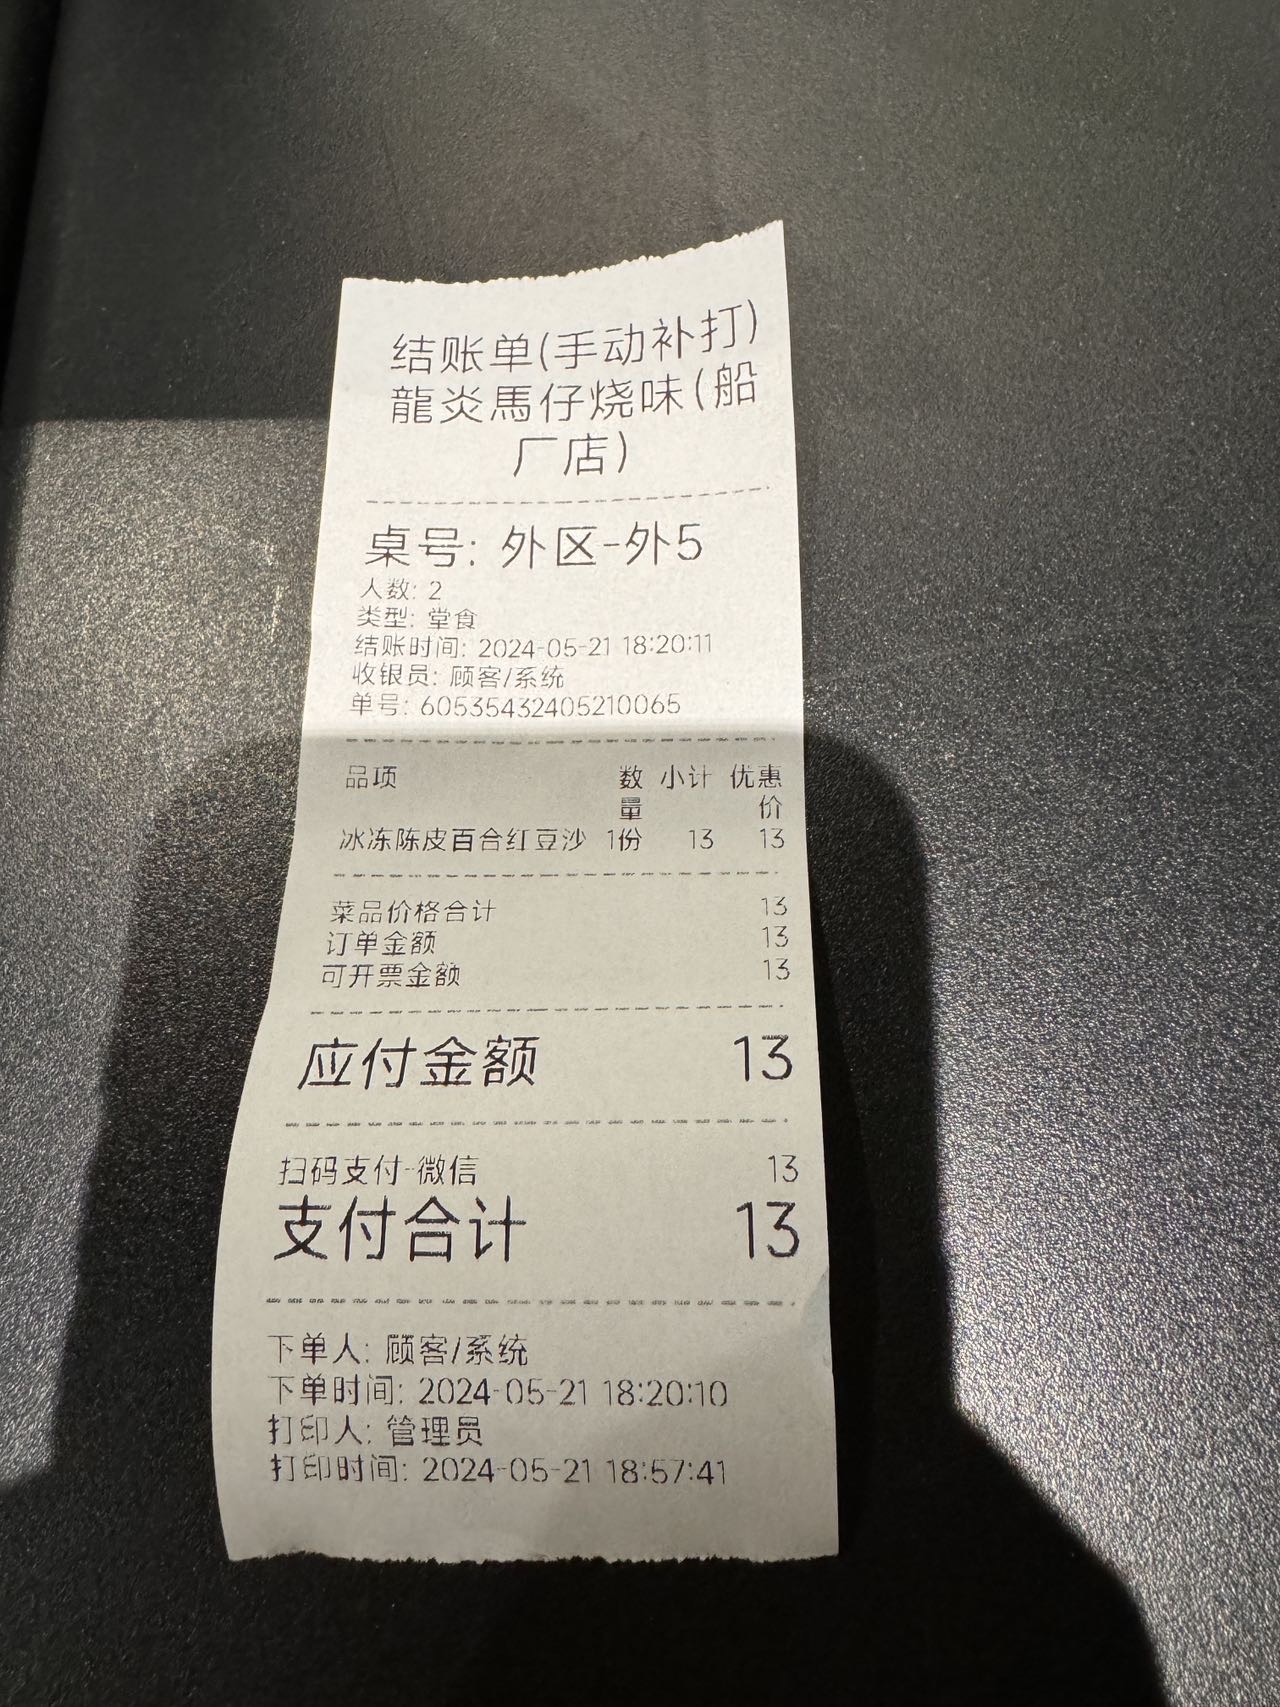 结账单(手动补打)
龍炎馬仔烧味(船
厂店)
桌号: 外区-外5
人数: 2
类型: 堂食
结账时间: 2024-05-21 18:20:11
收银员: 顾客/系统
单号: 60535432405210065
品项 数 小计 优惠
量 价
冰冻陈皮百合红豆沙 1份 13 13
菜品价格合计 13
订单金额 13
可开票金额 13
应付金额 13
扫码支付-微信 13
支付合计 13
下单人: 顾客/系统
下单时间: 2024-05-21 18:20:10
打印人: 管理员
打印时间: 2024-05-21 18:57:41